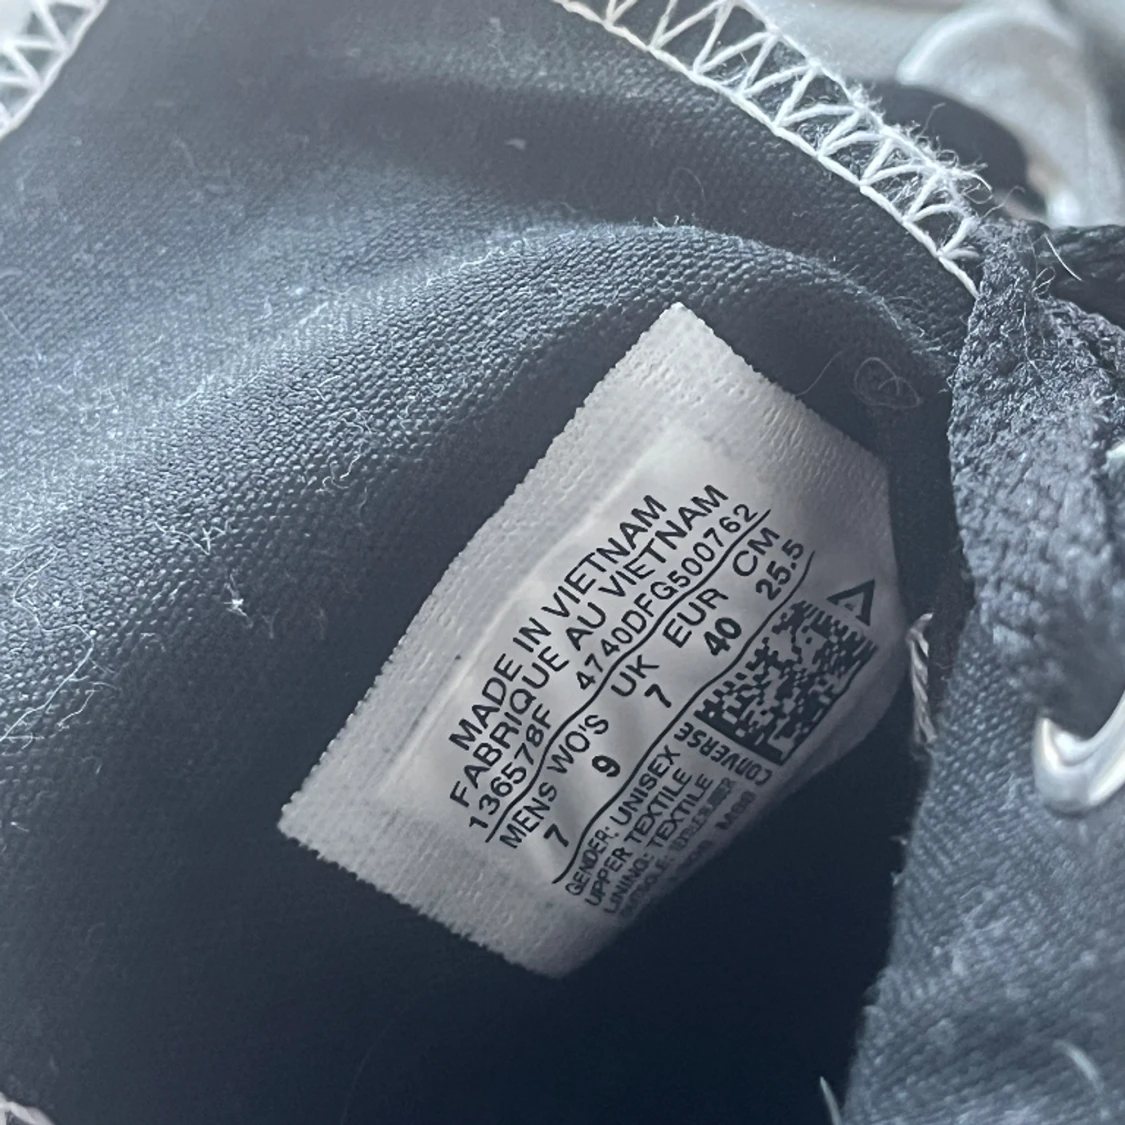 MADE IN VIETNAM
FABRIQUE AU VIETNAM
136578F 4740DFG500762
MENS WO'S UK EUR CM
7 9 7 40 25.5
GENDER: UNISEX
UPPER TEXTILE
LINING: TEXTILE
CONVERSE